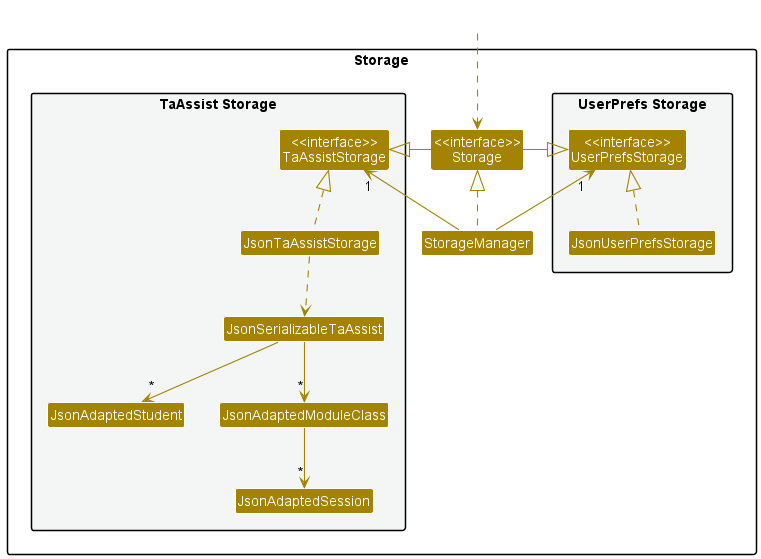 Storage
TaAssist Storage
UserPrefs Storage
<<interface>>
TaAssistStorage
<<interface>>
Storage
<<interface>>
UserPrefsStorage
1
1
JsonTaAssistStorage
StorageManager
JsonUserPrefsStorage
JsonSerializableTaAssist
*
*
JsonAdaptedStudent
JsonAdaptedModuleClass
*
JsonAdaptedSession